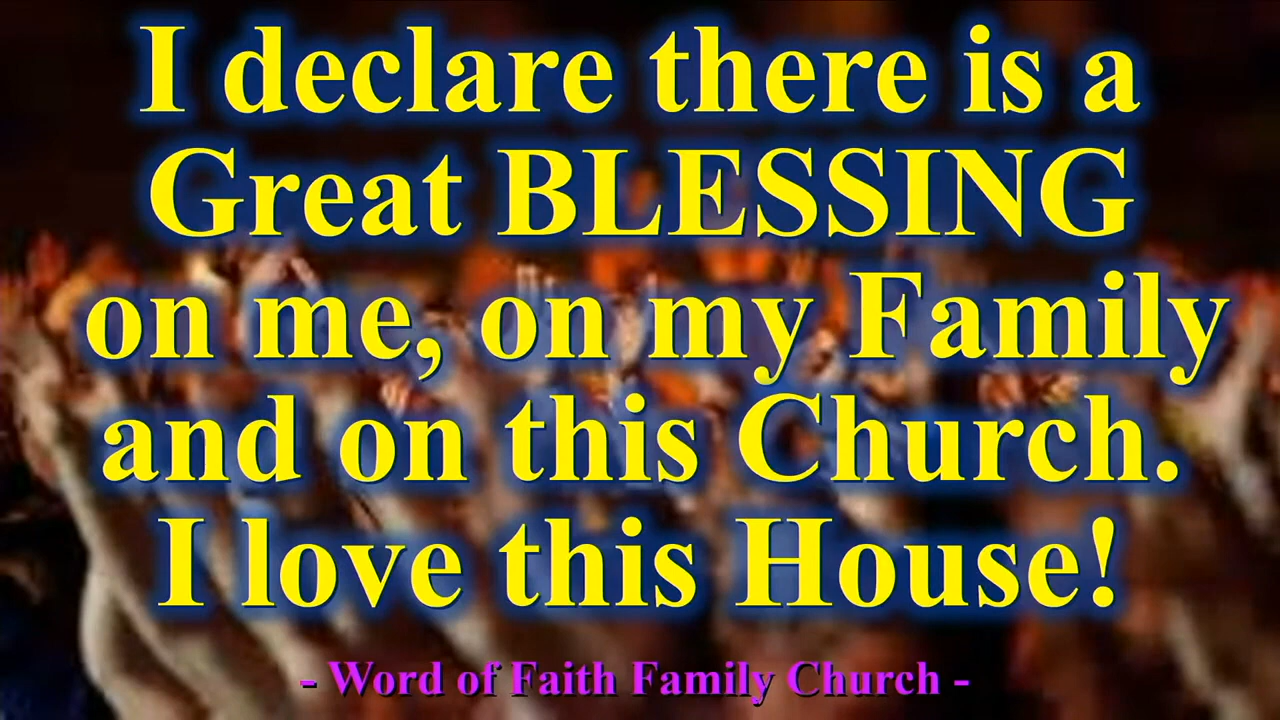 I declare there is a
Great BLESSING
on me, on my Family
and on this Church.
I love this House!
- Word of Faith Family Church -